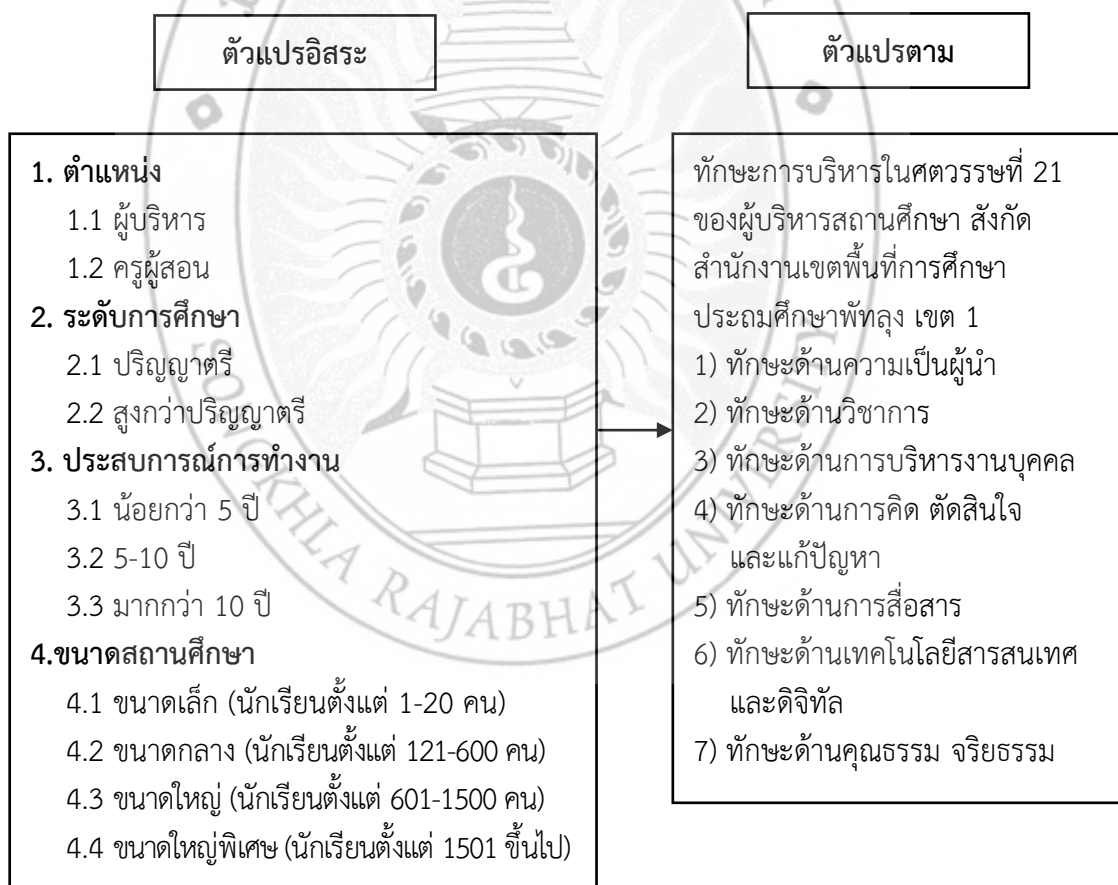 ตัวแปรอิสระ
ตัวแปรตาม
1. ตำแหน่ง
1.1 ผู้บริหาร
1.2 ครูผู้สอน
2. ระดับการศึกษา
2.1 ปริญญาตรี
2.2 สูงกว่าปริญญาตรี
3. ประสบการณ์การทำงาน
3.1 น้อยกว่า 5 ปี
3.2 5-10 ปี
3.3 มากกว่า 10 ปี
4.ขนาดสถานศึกษา
4.1 ขนาดเล็ก (นักเรียนตั้งแต่ 1-20 คน)
4.2 ขนาดกลาง (นักเรียนตั้งแต่ 121-600 คน)
4.3 ขนาดใหญ่ (นักเรียนตั้งแต่ 601-1500 คน)
4.4 ขนาดใหญ่พิเศษ (นักเรียนตั้งแต่ 1501 ขึ้นไป)
ทักษะการบริหารในศตวรรษที่ 21
ของผู้บริหารสถานศึกษา สังกัด
สำนักงานเขตพื้นที่การศึกษา
ประถมศึกษาพัทลุง เขต 1
1) ทักษะด้านความเป็นผู้นำ
2) ทักษะด้านวิชาการ
3) ทักษะด้านการบริหารงานบุคคล
4) ทักษะด้านการคิด ตัดสินใจ
และแก้ปัญหา
5) ทักษะด้านการสื่อสาร
6) ทักษะด้านเทคโนโลยีสารสนเทศ
และดิจิทัล
7) ทักษะด้านคุณธรรม จริยธรรม
SONGKHLA RAJABHAT UNIVERSITY